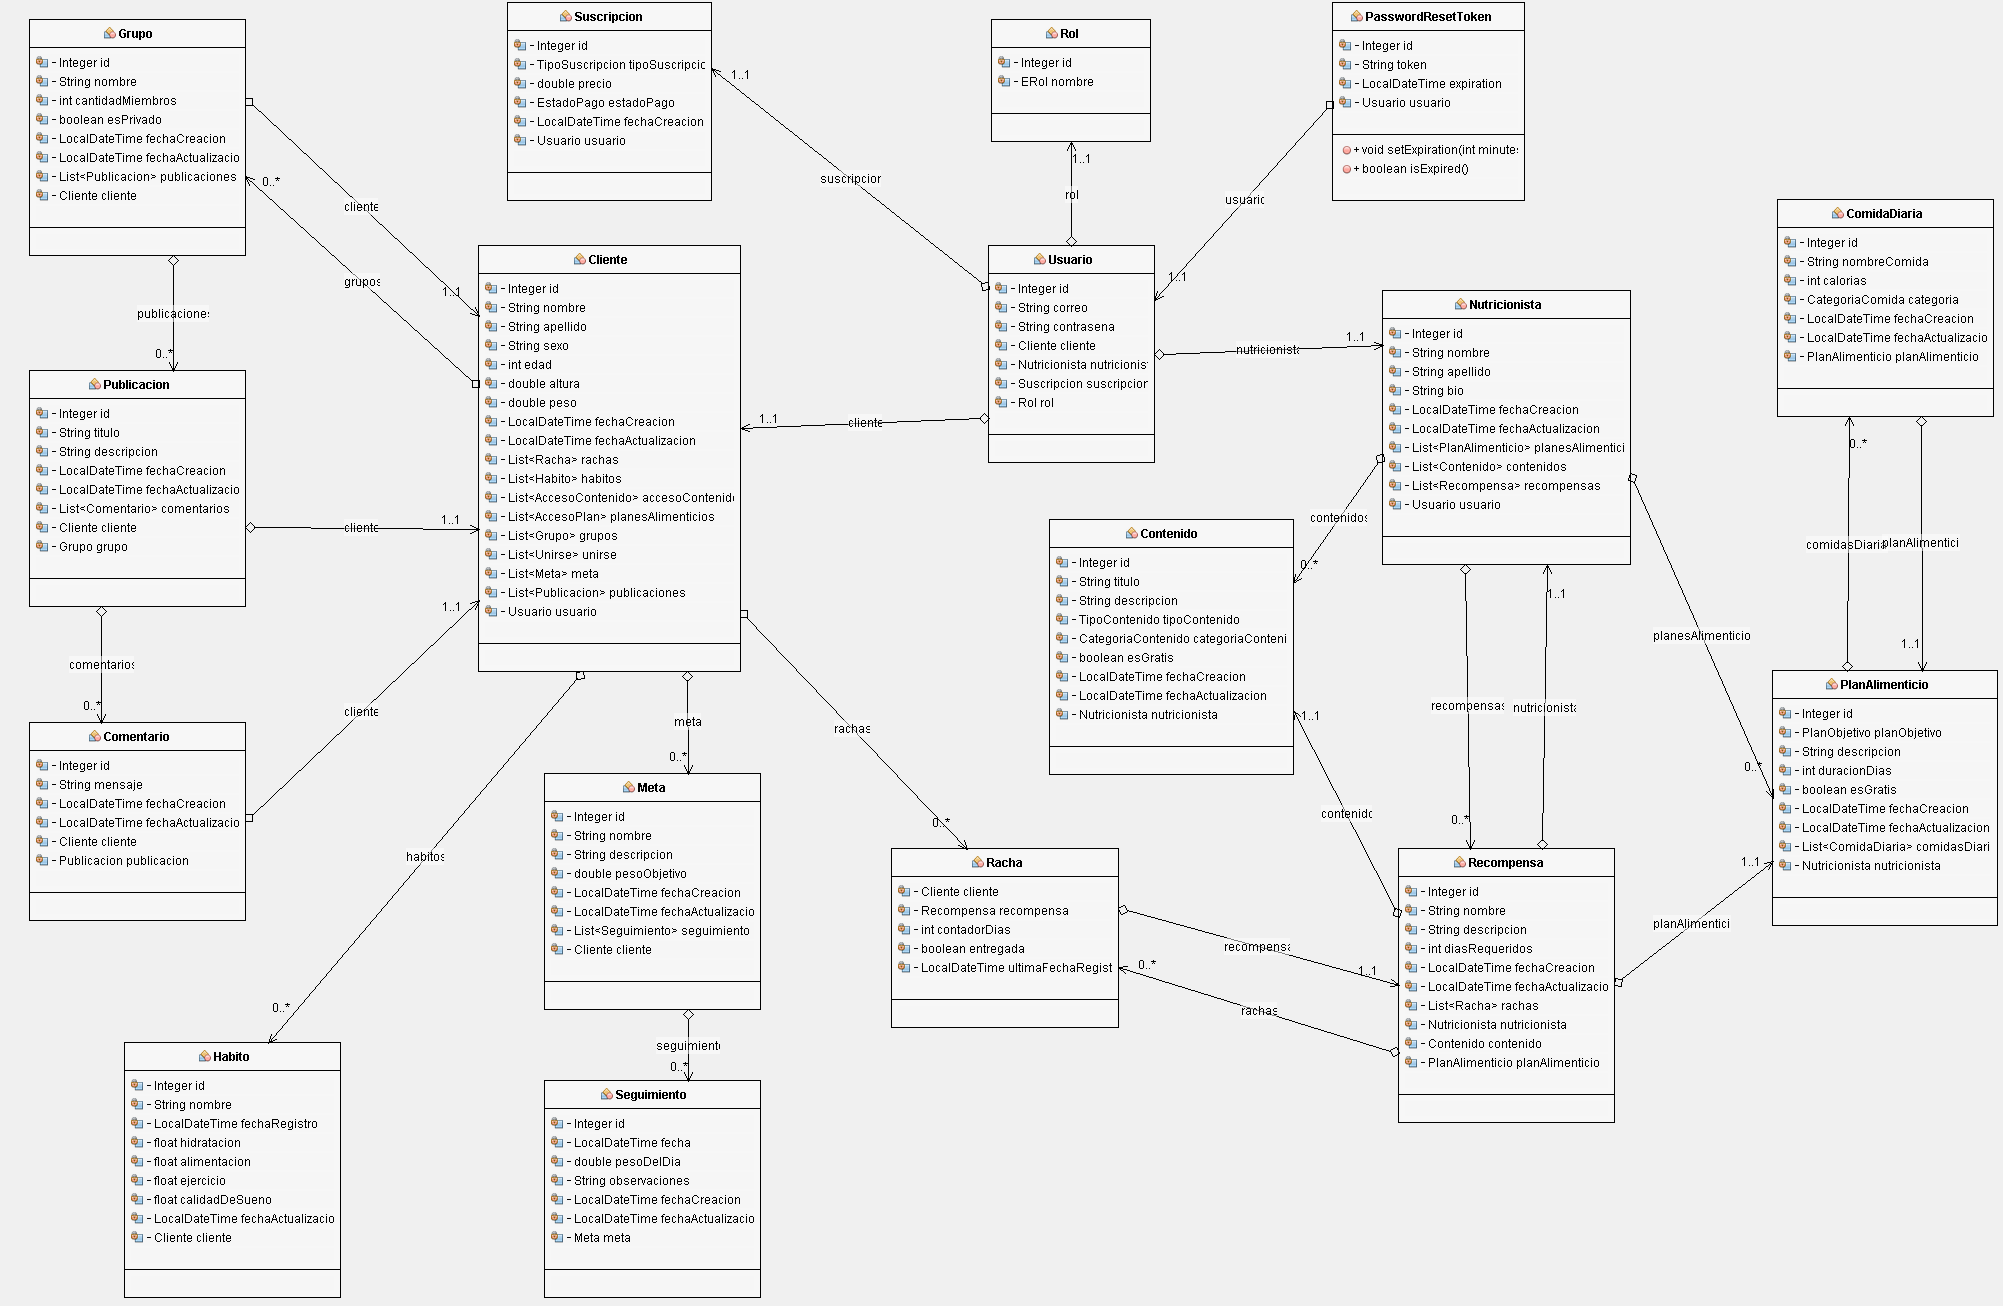 Grupo
- Integer id
- String nombre
- int cantidadMiembros
- boolean esPrivado
- LocalDateTime fechaCreacion
- LocalDateTime fechaActualizacio
- List<Publicacion> publicaciones
- Cliente cliente
Suscripcion
- Integer id
- TipoSuscripcion tipoSuscripcic
- double precio
- EstadoPago estadoPago
- LocalDateTime fechaCreacion
- Usuario usuario
Rol
- Integer id
- ERol nombre
PasswordResetToken
- Integer id
- String token
- LocalDateTime expiration
- Usuario usuario
+ void setExpiration(int minute:
+ boolean isExpired()
ComidaDiaria
- Integer id
- String nombreComida
- int calorias
- CategoriaComida categoria
- LocalDateTime fechaCreacion
- LocalDateTime fechaActualizacio
- PlanAlimenticio planAlimenticio
Cliente
- Integer id
- String nombre
- String apellido
- String sexo
- int edad
- double altura
- double peso
- LocalDateTime fechaCreacion
- LocalDateTime fechaActualizacion
- List<Racha> rachas
- List<Habito> habitos
- List<AccesoContenido> accesoContenid
- List<AccesoPlan> planesAlimenticios
- List<Grupo> grupos
- List<Unirse> unirse
- List<Meta> meta
- List<Publicacion> publicaciones
- Usuario usuario
Usuario
- Integer id
- String correo
- String contrasena
- Cliente cliente
- Nutricionista nutricionis
- Suscripcion suscripcior
- Rol rol
Nutricionista
- Integer id
- String nombre
- String apellido
- String bio
- LocalDateTime fechaCreacion
- LocalDateTime fechaActualizacion
- List<PlanAlimenticio> planesAlimentici
- List<Contenido> contenidos
- List<Recompensa> recompensas
- Usuario usuario
Publicacion
- Integer id
- String titulo
- String descripcion
- LocalDateTime fechaCreacion
- LocalDateTime fechaActualizacio
- List<Comentario> comentarios
- Cliente cliente
- Grupo grupo
Contenido
- Integer id
- String titulo
- String descripcion
- TipoContenido tipoContenido
- CategoriaContenido categoriaConteni
- boolean esGratis
- LocalDateTime fechaCreacion
- LocalDateTime fechaActualizacion
- Nutricionista nutricionista
PlanAlimenticio
- Integer id
- PlanObjetivo planObjetivo
- String descripcion
- int duracionDias
- boolean esGratis
- LocalDateTime fechaCreacion
- LocalDateTime fechaActualizacion
- List<ComidaDiaria> comidasDiari
- Nutricionista nutricionista
Comentario
- Integer id
- String mensaje
- LocalDateTime fechaCreacion
- LocalDateTime fechaActualizacio
- Cliente cliente
- Publicacion publicacion
Meta
- Integer id
- String nombre
- String descripcion
- double pesoObjetivo
- LocalDateTime fechaCreacion
- LocalDateTime fechaActualizacio
- List<Seguimiento> seguimiento
- Cliente cliente
Racha
- Cliente cliente
- Recompensa recompensa
- int contadorDias
- boolean entregada
- LocalDateTime ultimaFechaRegist
Recompensa
- Integer id
- String nombre
- String descripcion
- int diasRequeridos
- LocalDateTime fechaCreacion
- LocalDateTime fechaActualizacio
- List<Racha> rachas
- Nutricionista nutricionista
- Contenido contenido
- PlanAlimenticio planAlimenticio
Habito
- Integer id
- String nombre
- LocalDateTime fechaRegistro
- float hidratacion
- float alimentacion
- float ejercicio
- float calidadDeSueno
- LocalDateTime fechaActualizacio
- Cliente cliente
Seguimiento
- Integer id
- LocalDateTime fecha
- double pesoDelDia
- String observaciones
- LocalDateTime fechaCreacion
- LocalDateTime fechaActualizacio
- Meta meta
cliente
1..1
grupos
0..*
publicaciones
0..*
suscripcior
1..1
rol
1..1
usuaric
1..1
nutricionista
1..1
cliente
1..1
cliente
1..1
comentarios
0..*
cliente
1..1
habitos
0..*
meta
0..*
seguimiento
0..*
rachas
0..*
contenidos
0..*
recompensas
0..*
nutricionista
1..1
planesAlimenticio
0..*
comidasDiaria
0..*
planAlimentici
1..1
contenido
1..1
recompensa
1..1
rachas
0..*
planAlimentici
1..1